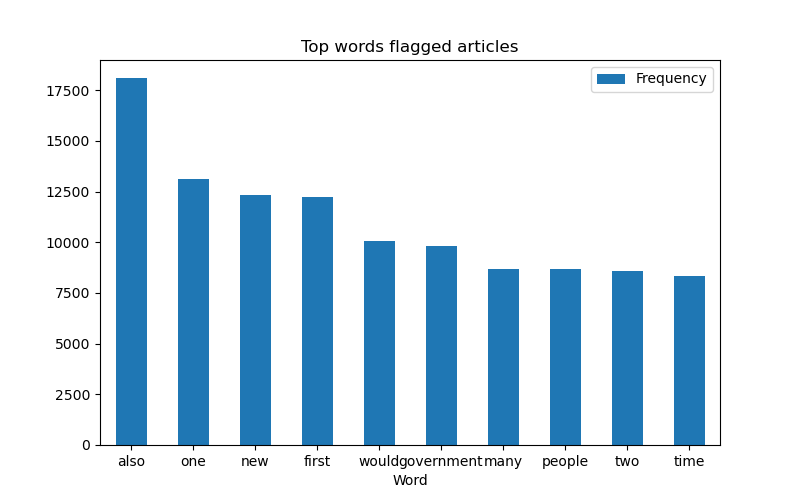 Top words flagged articles
Frequency
17500
15000
12500
10000
7500
5000
2500
0
also one new first would government many people two time
Word